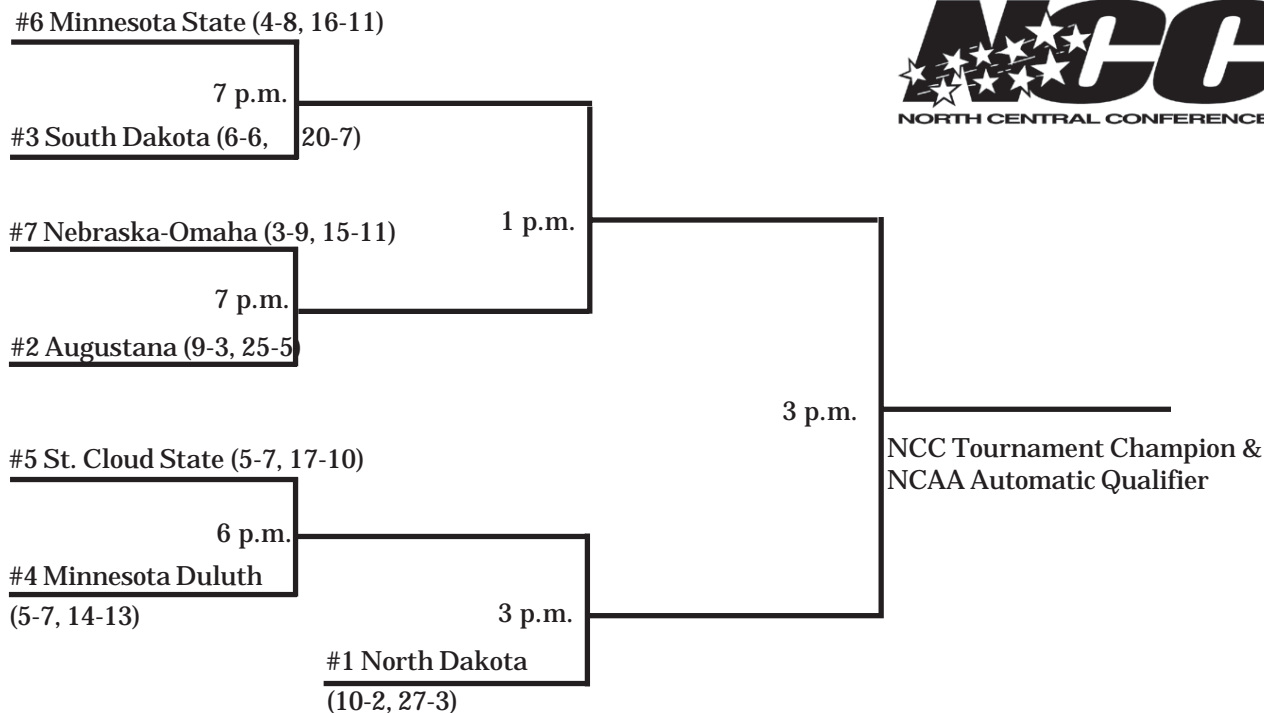 #6 Minnesota State (4-8, 16-11)
NCC
NORTH CENTRAL CONFERENCE
7 p.m.
#3 South Dakota (6-6, 20-7)
#7 Nebraska-Omaha (3-9, 15-11)
1 p.m.
7 p.m.
#2 Augustana (9-3, 25-5)
3 p.m.
NCC Tournament Champion &
NCAA Automatic Qualifier
#5 St. Cloud State (5-7, 17-10)
6 p.m.
#4 Minnesota Duluth
(5-7, 14-13)
3 p.m.
#1 North Dakota
(10-2, 27-3)